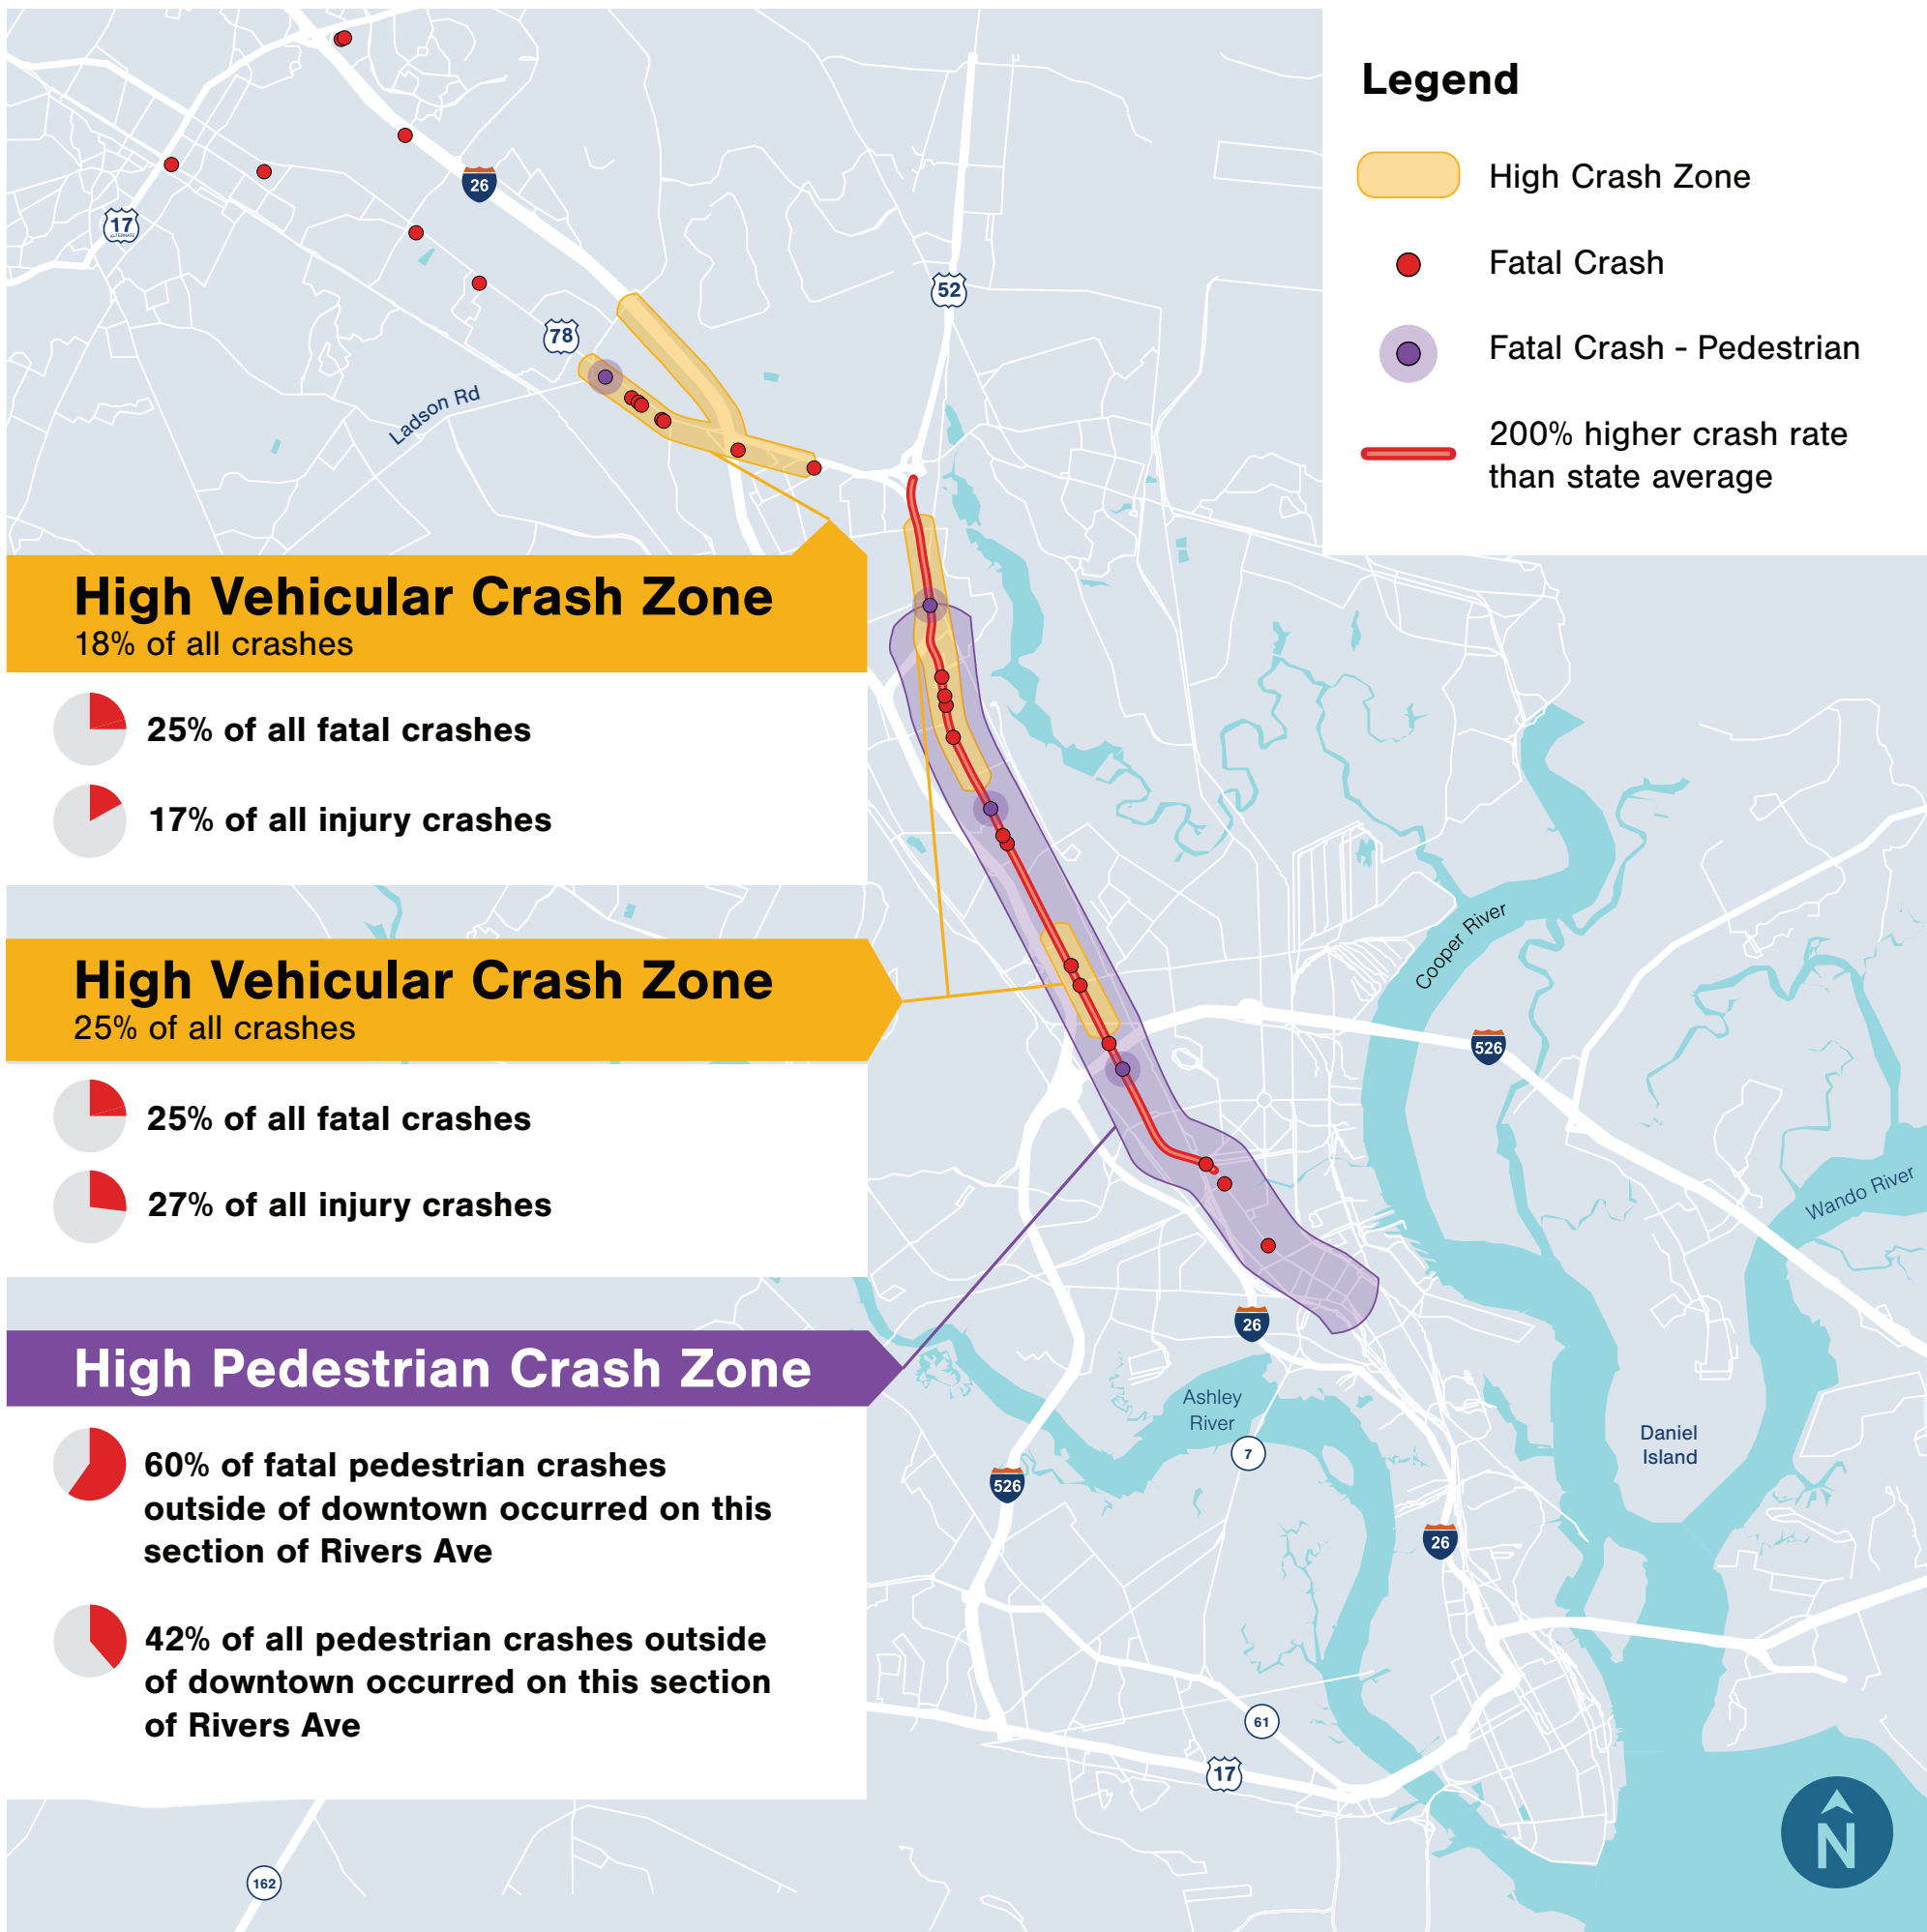 Legend
High Crash Zone
Fatal Crash
Fatal Crash - Pedestrian
200% higher crash rate
than state average
26
17
ALTERNATE
52
78
Ladson Rd
High Vehicular Crash Zone
18% of all crashes
25% of all fatal crashes
17% of all injury crashes
High Vehicular Crash Zone
25% of all crashes
25% of all fatal crashes
27% of all injury crashes
High Pedestrian Crash Zone
60% of fatal pedestrian crashes
outside of downtown occurred on this
section of Rivers Ave
42% of all pedestrian crashes outside
of downtown occurred on this section
of Rivers Ave
Cooper River
526
Wando River
26
Ashley
River
7
Daniel
Island
526
26
61
17
162
N